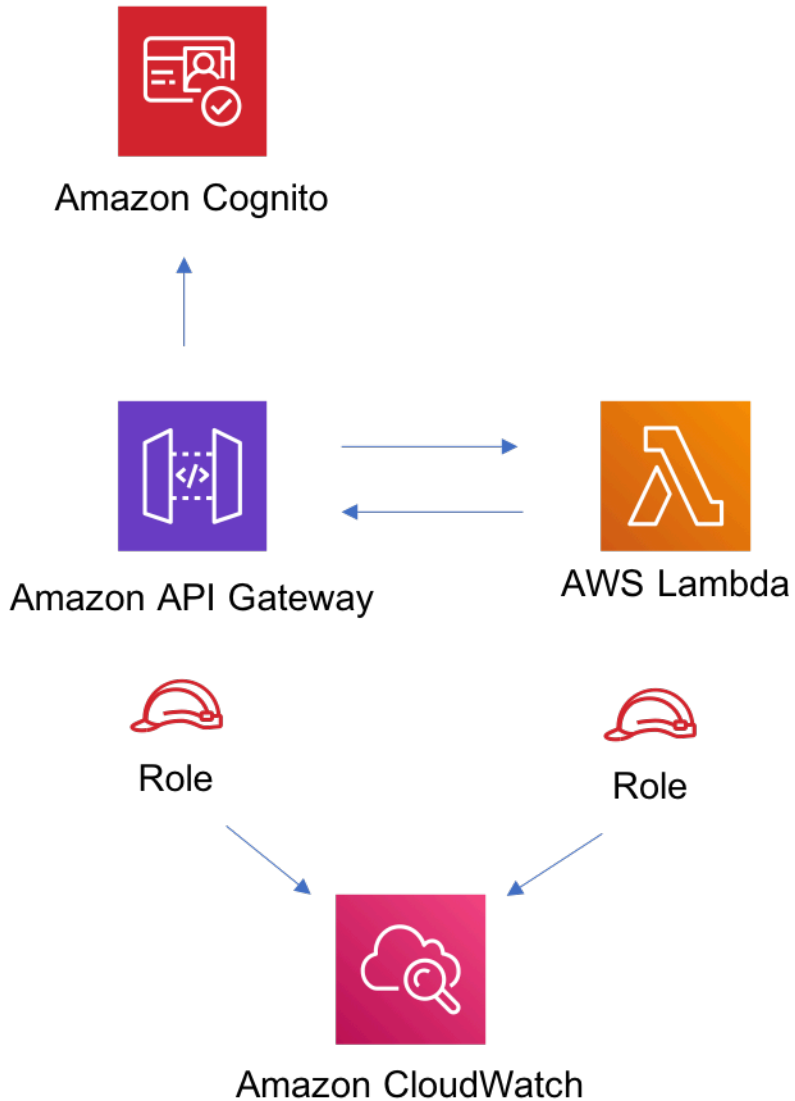 Amazon Cognito
</>
Amazon API Gateway
AWS Lambda
Role
Role
Amazon CloudWatch